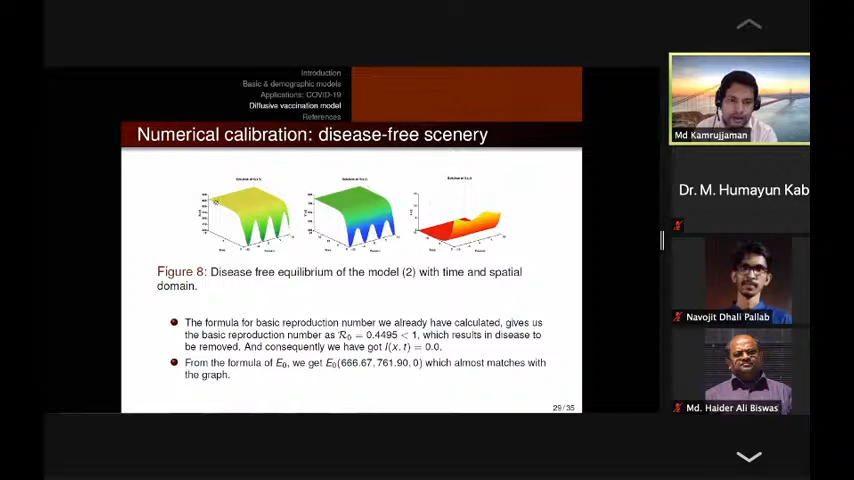 Introduction
Basic & demographic models
Applications: COVID-19
Diffusive vaccination model
References
Numerical calibration: disease-free scenery
Figure 8: Disease free equilibrium of the model (2) with time and spatial
domain.
The formula for basic reproduction number we already have calculated, gives us
the basic reproduction number as R₀ = 0.4495 < 1, which results in disease to
be removed. And consequently we have got I(x, t) = 0.0.
From the formula of E₀, we get E₀(666.67, 761.90, 0) which almost matches with
the graph.
29/35
Md Kamrujjaman
Dr. M. Humayun Kab
Navojit Dhali Pallab
Md. Haider Ali Biswas